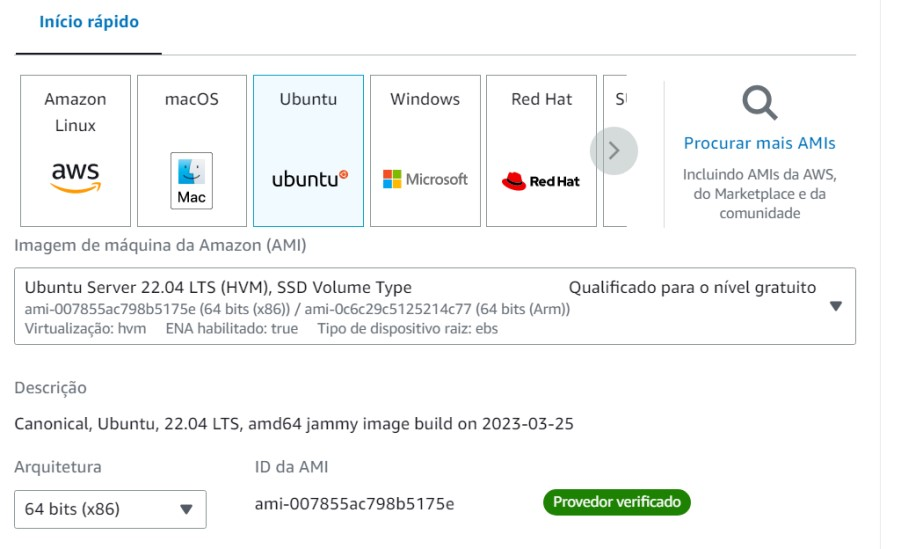 Início rápido
Amazon Linux
aws
macOS
Mac
Ubuntu
ubuntu
Windows
Microsoft
Red Hat
Red Hat
Procurar mais AMIs
Incluindo AMIs da AWS,
do Marketplace e da
comunidade
Imagem de máquina da Amazon (AMI)
Ubuntu Server 22.04 LTS (HVM), SSD Volume Type
Qualificado para o nível gratuito
ami-007855ac798b5175e (64 bits (x86)) / ami-0c6c29c5125214c77 (64 bits (Arm))
Virtualização: hvm ENA habilitado: true Tipo de dispositivo raiz: ebs
Descrição
Canonical, Ubuntu, 22.04 LTS, amd64 jammy image build on 2023-03-25
Arquitetura
ID da AMI
64 bits (x86)
ami-007855ac798b5175e
Provedor verificado